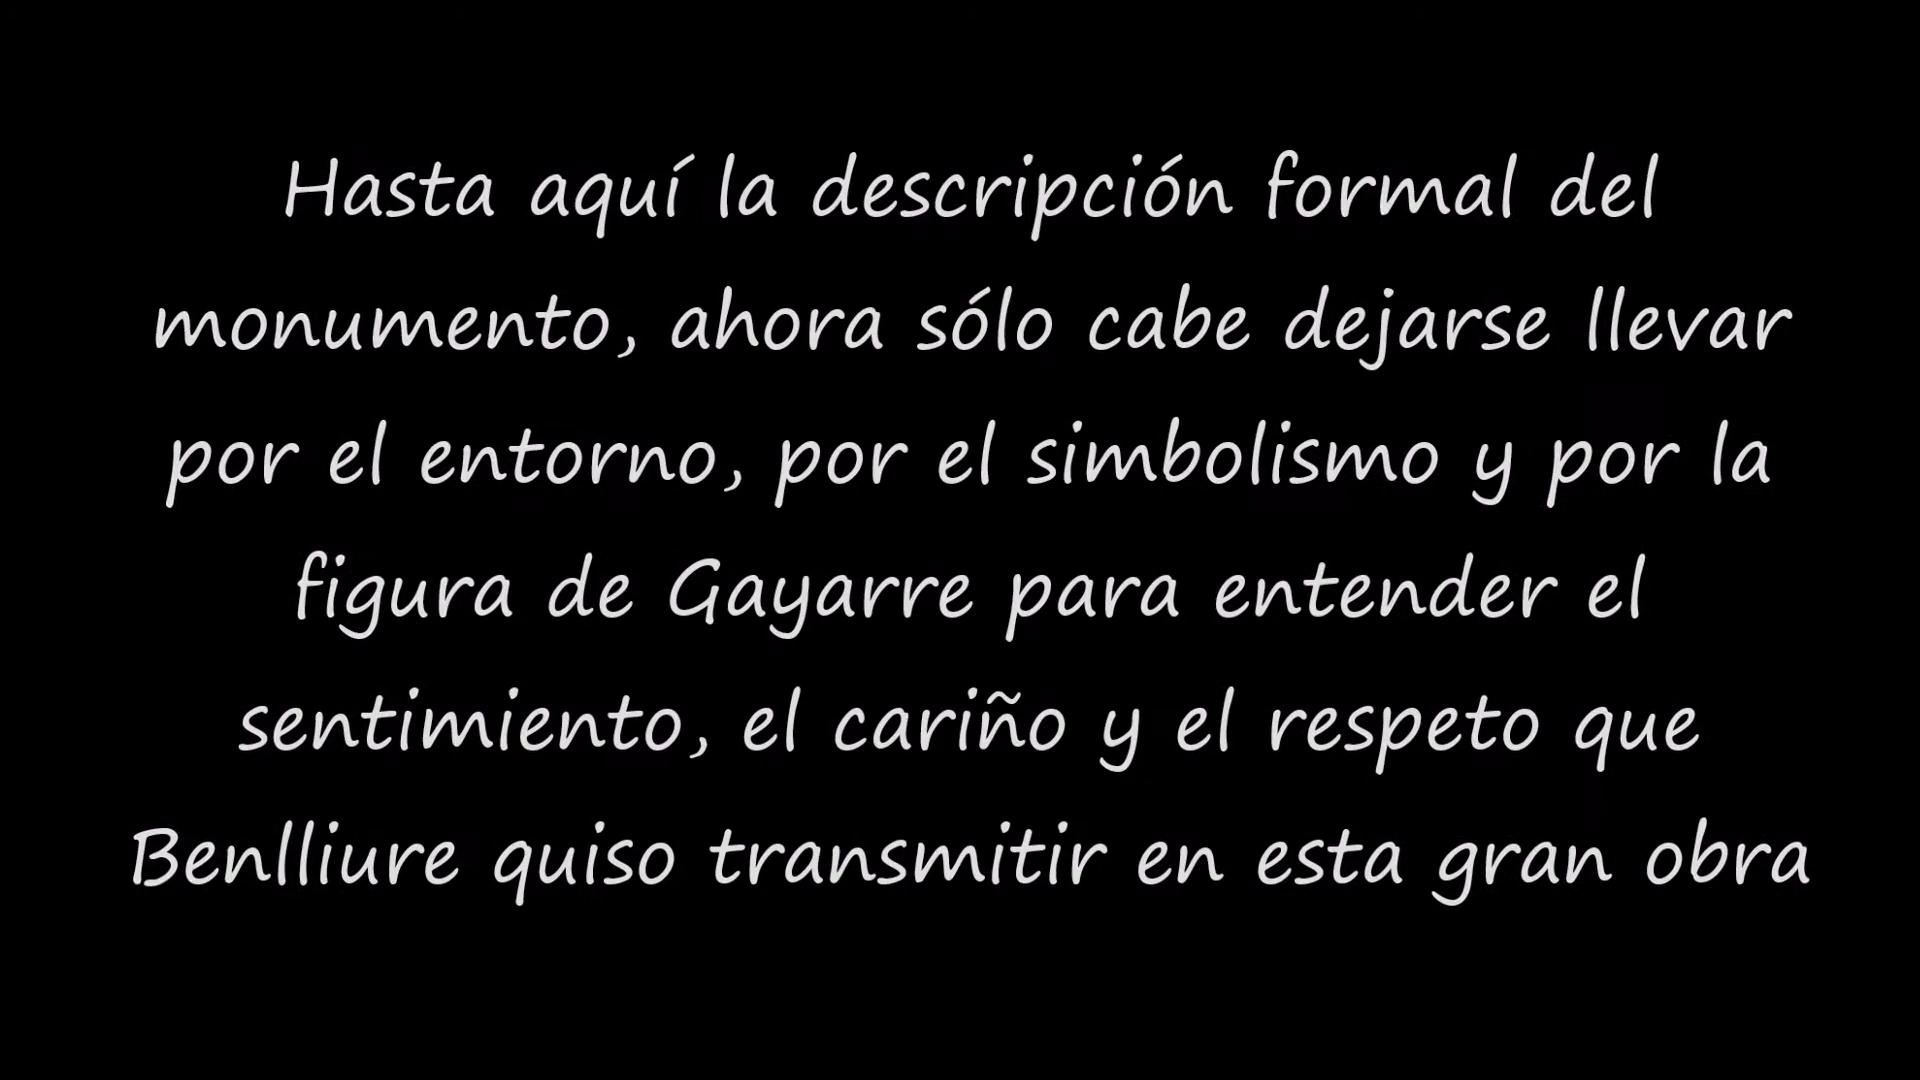 Hasta aquí la descripción formal del
monumento, ahora sólo cabe dejarse llevar
por el entorno, por el simbolismo y por la
figura de Gayarre para entender el
sentimiento, el cariño y el respeto que
Benlliure quiso transmitir en esta gran obra